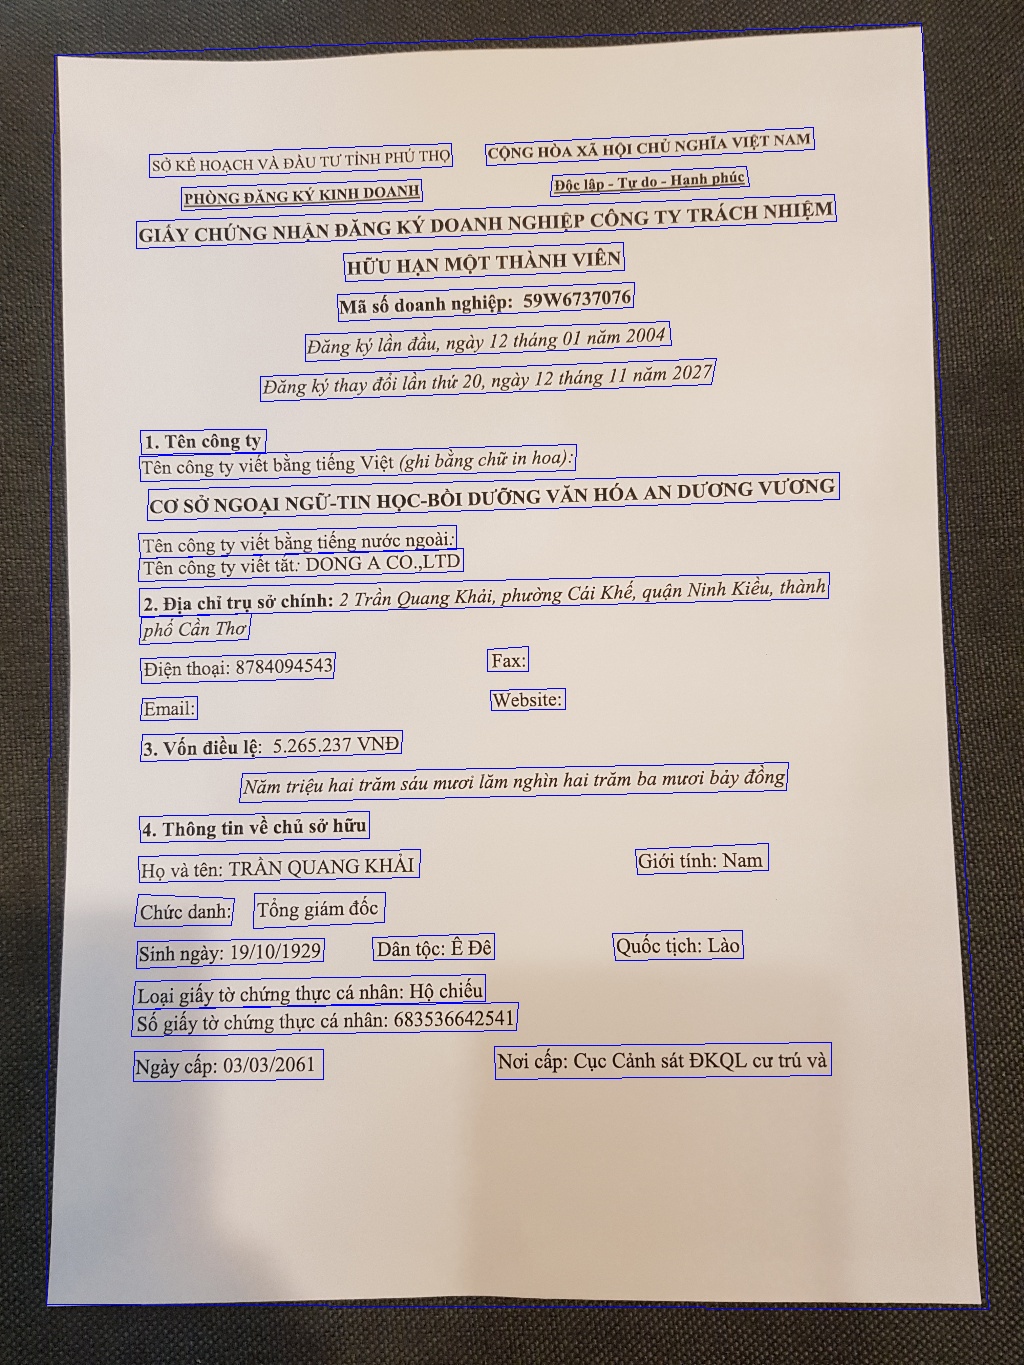 SỞ KẾ HOẠCH VÀ ĐẦU TƯ TỈNH PHÚ THỌ
CỘNG HÒA XÃ HỘI CHỦ NGHĨA VIỆT NAM
PHÒNG ĐĂNG KÝ KINH DOANH
Độc lập - Tự do - Hạnh phúc
GIẤY CHỨNG NHẬN ĐĂNG KÝ DOANH NGHIỆP CÔNG TY TRÁCH NHIỆM
HỮU HẠN MỘT THÀNH VIÊN
Mã số doanh nghiệp: 59W6737076
Đăng ký lần đầu, ngày 12 tháng 01 năm 2004
Đăng ký thay đổi lần thứ 20, ngày 12 tháng 11 năm 2027
1. Tên công ty
Tên công ty viết bằng tiếng Việt (ghi bằng chữ in hoa):
CƠ SỞ NGOẠI NGỮ-TIN HỌC-BỒI DƯỠNG VĂN HÓA AN DƯƠNG VƯƠNG
Tên công ty viết bằng tiếng nước ngoài:
Tên công ty viết tắt: DONG A CO.,LTD
2. Địa chỉ trụ sở chính: 2 Trần Quang Khải, phường Cái Khế, quận Ninh Kiều, thành
phố Cần Thơ
Điện thoại: 8784094543
Fax:
Email:
Website:
3. Vốn điều lệ: 5.265.237 VNĐ
Năm triệu hai trăm sáu mươi lăm nghìn hai trăm ba mươi bảy đồng
4. Thông tin về chủ sở hữu
Họ và tên: TRẦN QUANG KHẢI
Giới tính: Nam
Chức danh: Tổng giám đốc
Sinh ngày: 19/10/1929
Dân tộc: Ê Đê
Quốc tịch: Lào
Loại giấy tờ chứng thực cá nhân: Hộ chiếu
Số giấy tờ chứng thực cá nhân: 683536642541
Ngày cấp: 03/03/2061
Nơi cấp: Cục Cảnh sát ĐKQL cư trú và